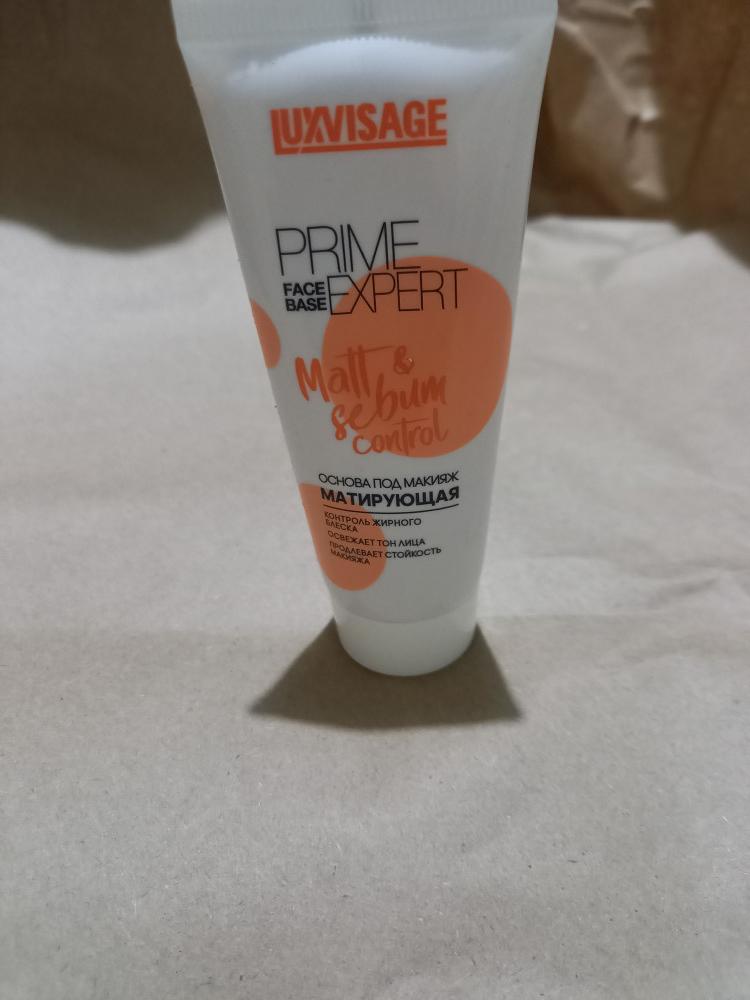 LUXVISAGE
PRIME
FACE
BASE EXPERT
Matt &
sebum
control
ОСНОВА ПОД МАКИЯЖ
МАТИРУЮЩАЯ
КОНТРОЛЬ ЖИРНОГО
БЛЕСКА
ОСВЕЖАЕТ ТОН ЛИЦА
ПРОДЛЕВАЕТ СТОЙКОСТЬ
МАКИЯЖА